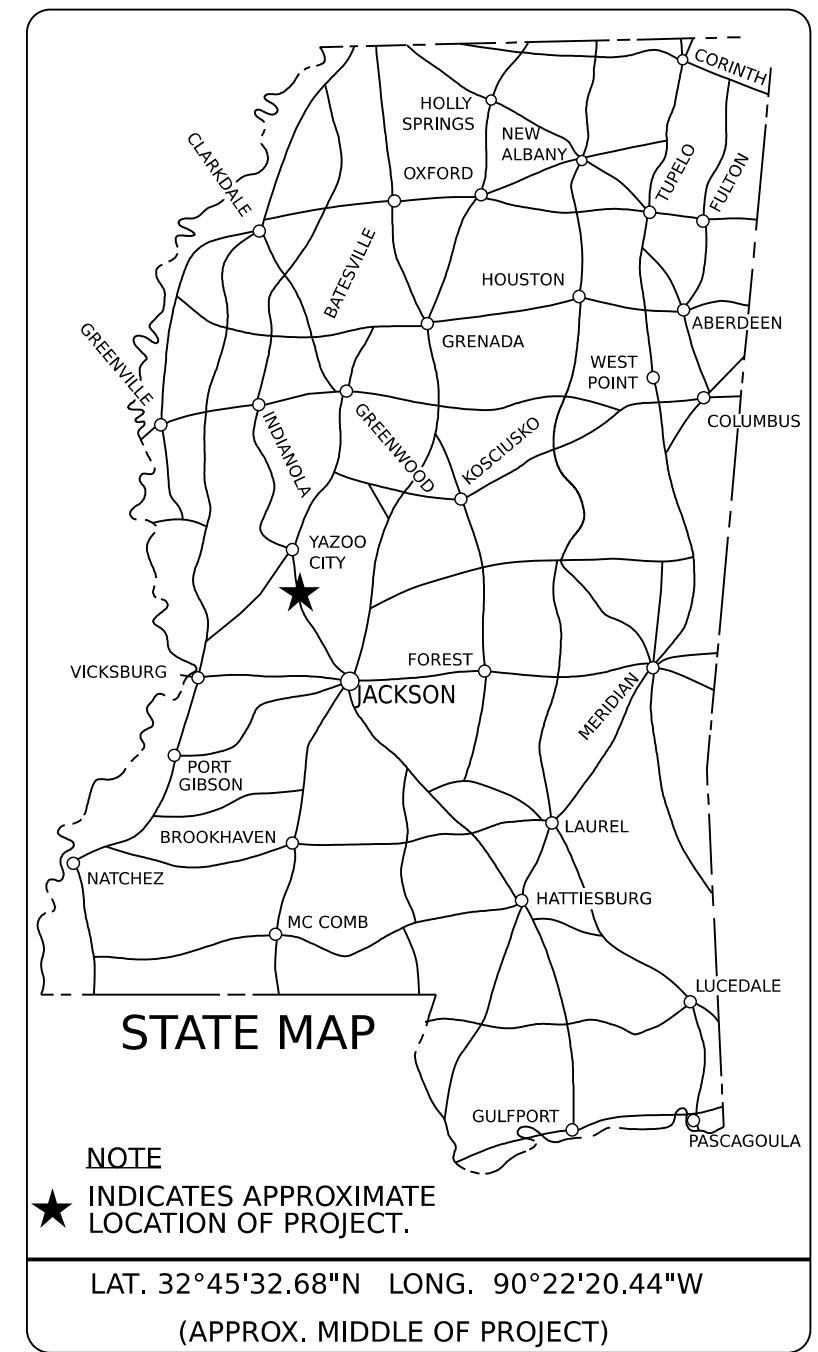 CORINTH
HOLLY
SPRINGS
NEW
ALBANY
CLARKDALE
OXFORD
TUPELO
FULTON
BATESVILLE
HOUSTON
ABERDEEN
GREENVILLE
GRENADA
WEST
POINT
INDIANOLA
GREENWOOD
KOSCIUSKO
COLUMBUS
YAZOO
CITY
VICKSBURG
FOREST
JACKSON
MERIDIAN
PORT
GIBSON
BROOKHAVEN
LAUREL
NATCHEZ
HATTIESBURG
MC COMB
LUCEDALE
STATE MAP
GULFPORT
PASCAGOULA
NOTE
INDICATES APPROXIMATE
LOCATION OF PROJECT.
LAT. 32°45'32.68"N LONG. 90°22'20.44"W
(APPROX. MIDDLE OF PROJECT)